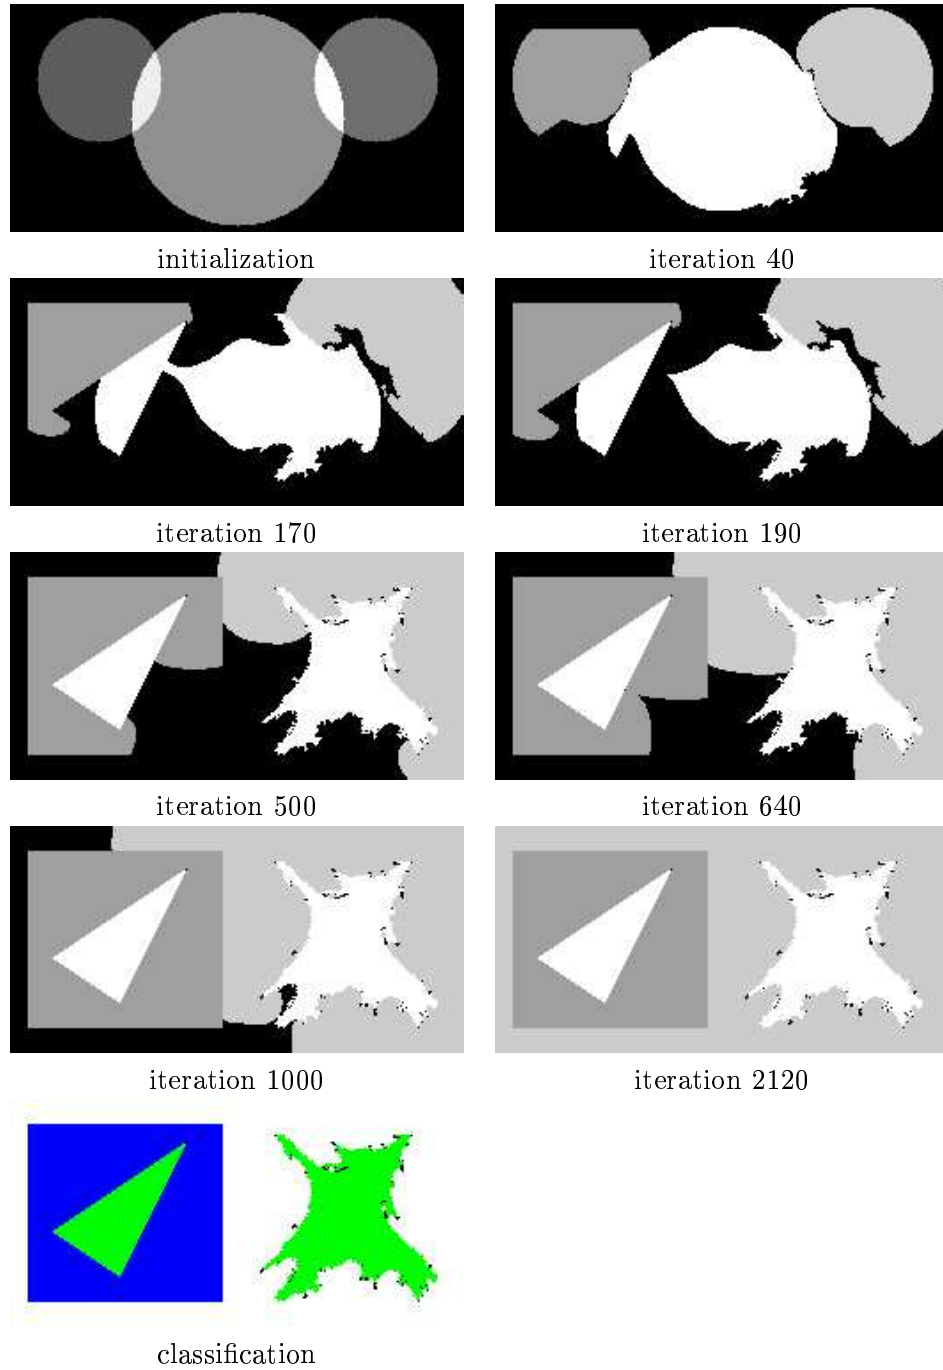 initialization
iteration 40
iteration 170
iteration 190
iteration 500
iteration 640
iteration 1000
iteration 2120
classification